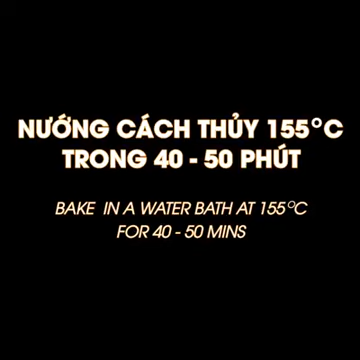 NƯỚNG CÁCH THỦY 155°C
TRONG 40 - 50 PHÚT
BAKE IN A WATER BATH AT 155°C
FOR 40 - 50 MINS